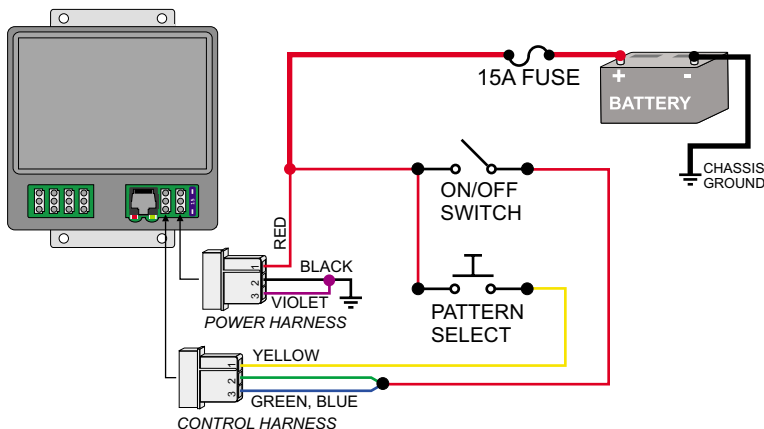 15A FUSE
+ -
BATTERY
CHASSIS
GROUND
ON/OFF
SWITCH
RED
1
2
3
BLACK
VIOLET
POWER HARNESS
PATTERN
SELECT
YELLOW
1
2
3
GREEN, BLUE
CONTROL HARNESS